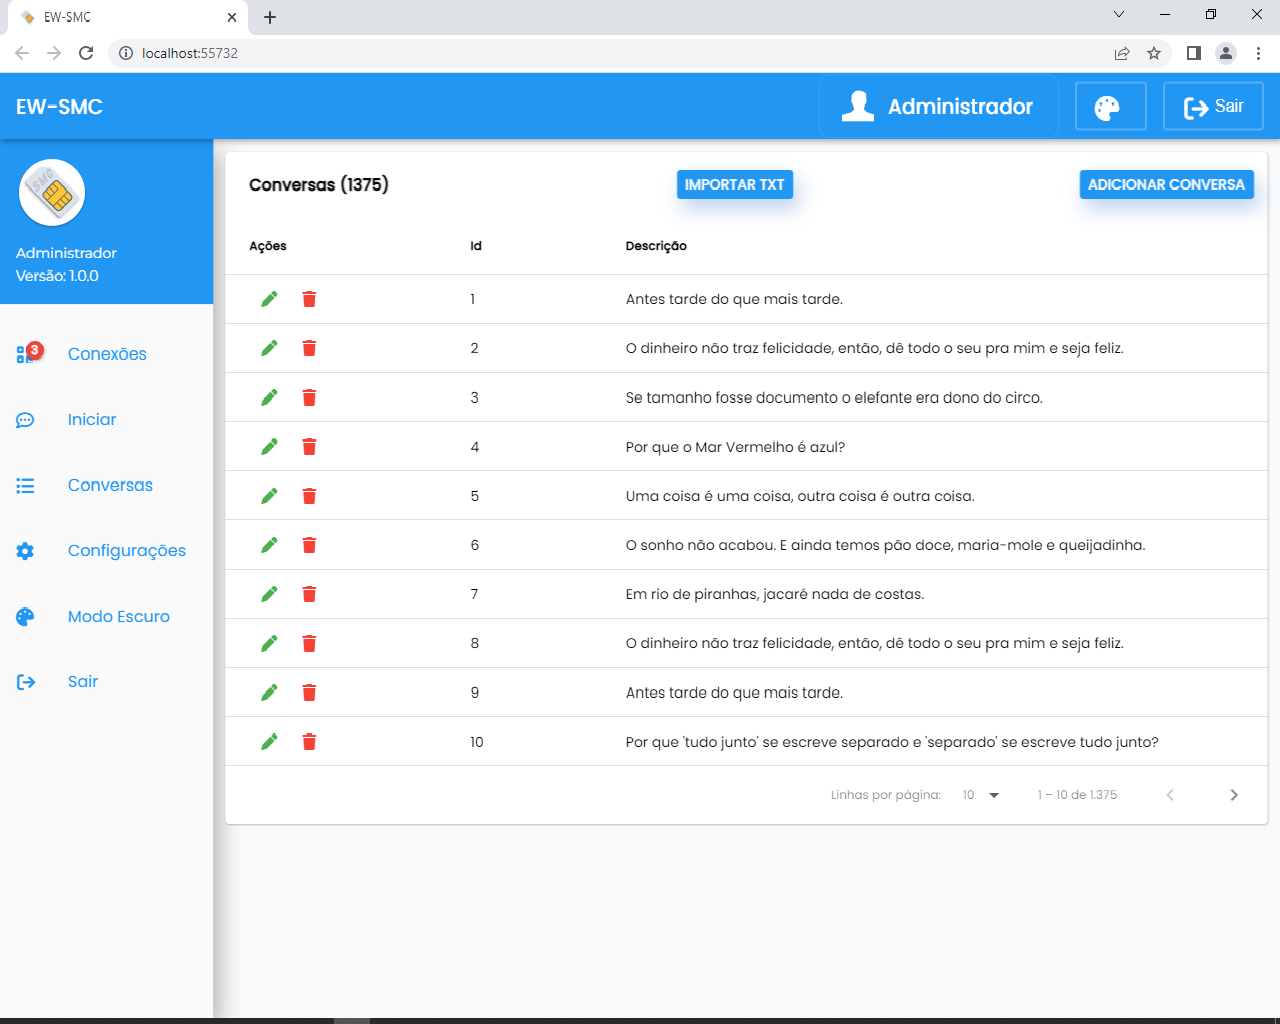 EW-SMC
localhost:55732
EW-SMC
Administrador
Sair
SMC
Administrador
Versão: 1.0.0
3
Conexões
Iniciar
Conversas
Configurações
Modo Escuro
Sair
Conversas (1375)
IMPORTAR TXT
ADICIONAR CONVERSA
Ações Id Descrição
1 Antes tarde do que mais tarde.
2 O dinheiro não traz felicidade, então, dê todo o seu pra mim e seja feliz.
3 Se tamanho fosse documento o elefante era dono do circo.
4 Por que o Mar Vermelho é azul?
5 Uma coisa é uma coisa, outra coisa é outra coisa.
6 O sonho não acabou. E ainda temos pão doce, maria-mole e queijadinha.
7 Em rio de piranhas, jacaré nada de costas.
8 O dinheiro não traz felicidade, então, dê todo o seu pra mim e seja feliz.
9 Antes tarde do que mais tarde.
10 Por que 'tudo junto' se escreve separado e 'separado' se escreve tudo junto?
Linhas por página: 10 1 – 10 de 1.375